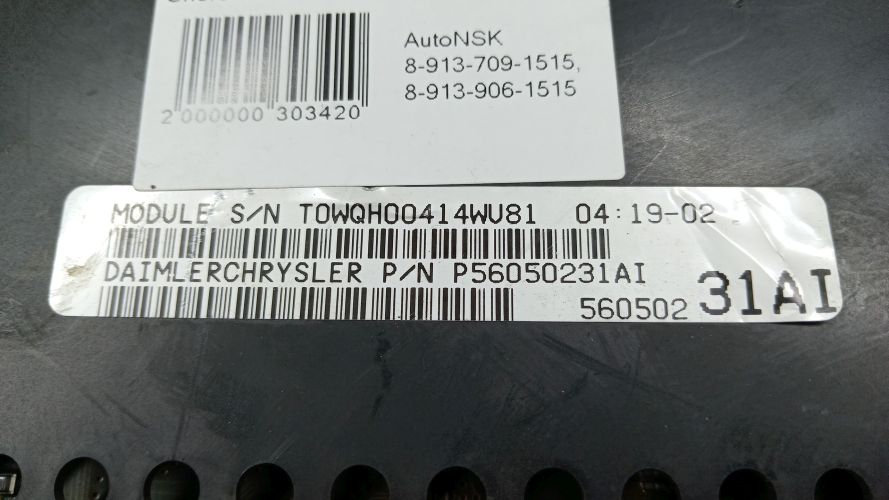 AutoNSK
8-913-709-1515,
8-913-906-1515
2 000000 303420
MODULE S/N T0WQH00414WU81 04:19-02
DAIMLERCHRYSLER P/N P56050231AI
560502 31AI